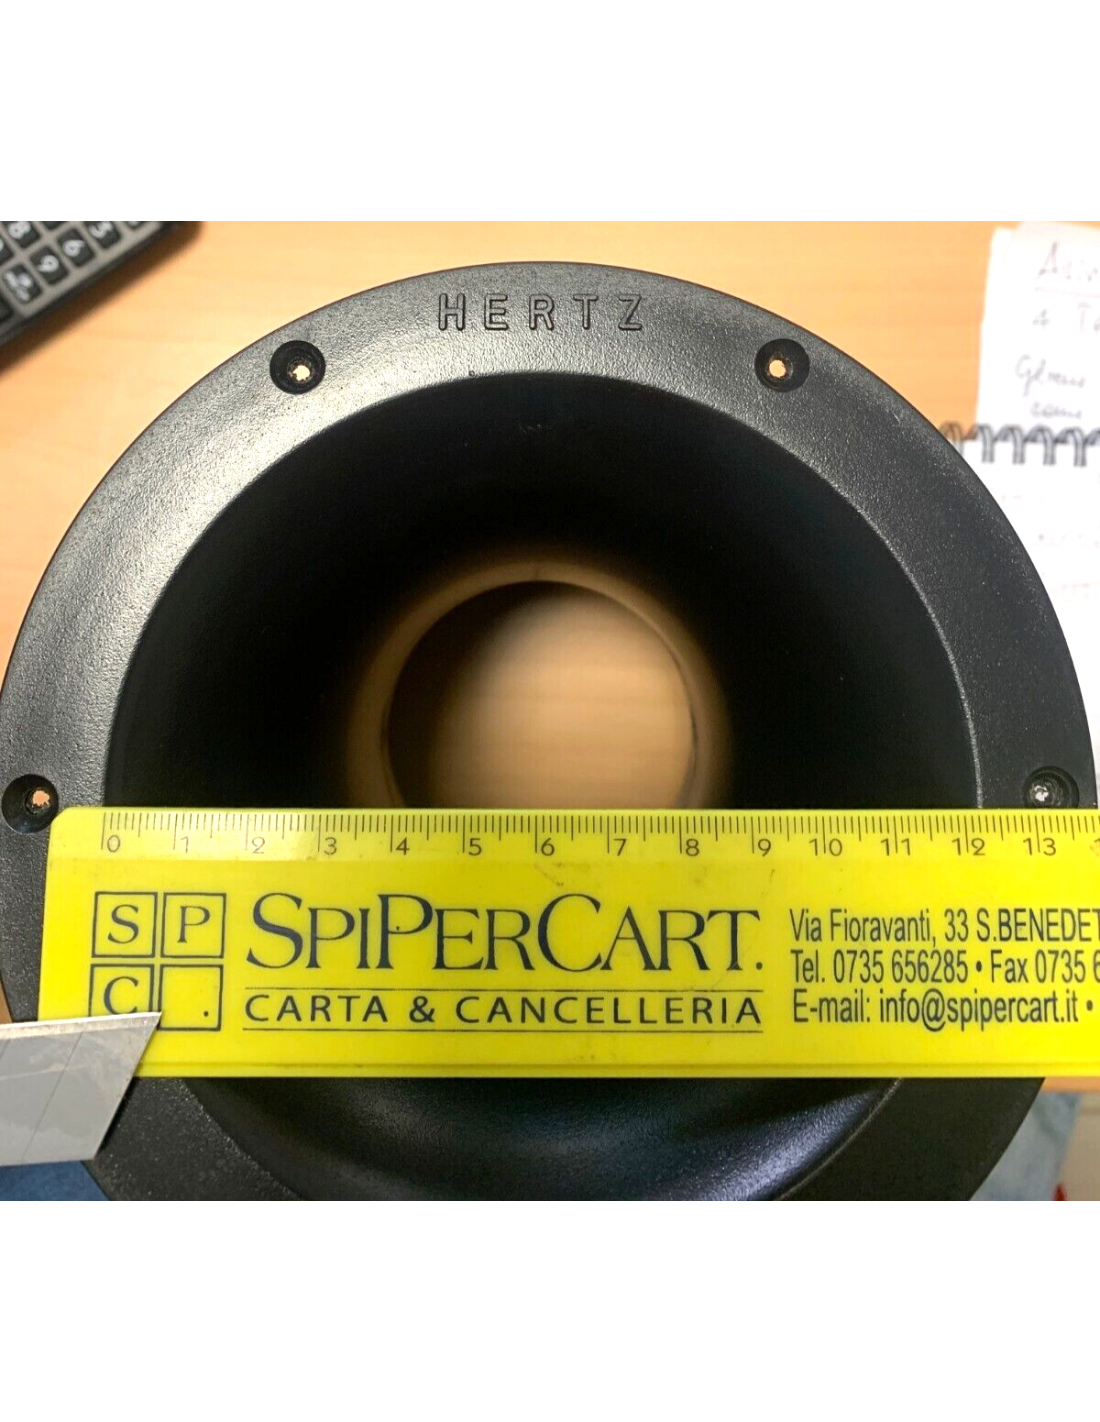 HERTZ
0 1 2 3 4 5 6 7 8 9 10 11 12 13
S P
C .
SPIPERCART.
CARTA & CANCELLERIA
Via Fioravanti, 33 S.BENEDET
Tel. 0735 656285 • Fax 0735 6
E-mail: info@spipercart.it •